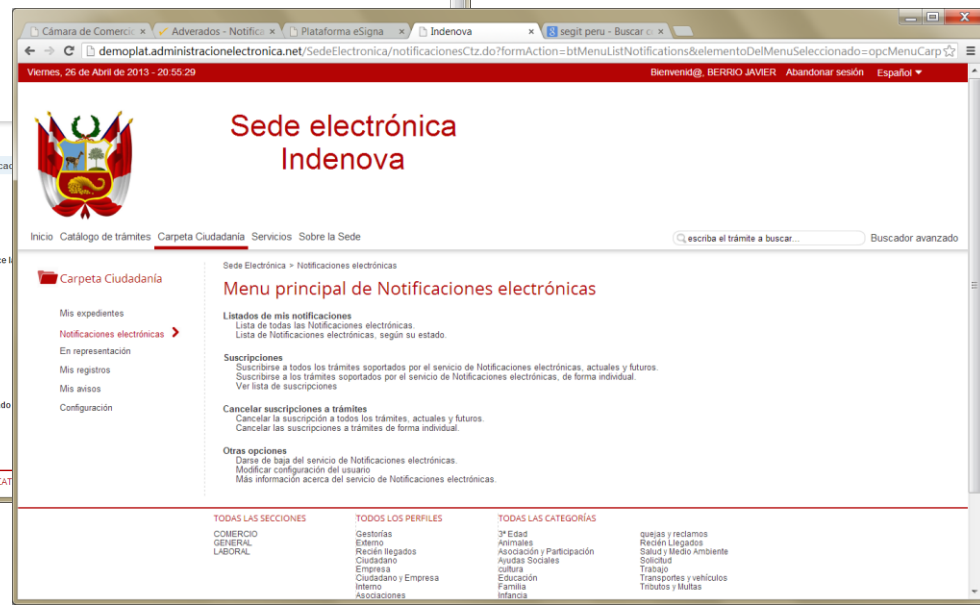 Cámara de Comercio
Adverados - Notifica
Plataforma eSigna
Indenova
segit peru - Buscar c
demoplat.administracionelectronica.net/SedeElectronica/notificacionesCtz.do?formAction=btMenuListNotifications&elementoDelMenuSeleccionado=opcMenuCarp
Viernes, 26 de Abril de 2013 - 20:55:29
Bienvenid@, BERRIO JAVIER Abandonar sesión Español
Sede electrónica
Indenova
Inicio Catálogo de trámites Carpeta Ciudadanía Servicios Sobre la Sede
escriba el trámite a buscar... Buscador avanzado
Carpeta Ciudadanía
Mis expedientes
Notificaciones electrónicas
En representación
Mis registros
Mis avisos
Configuración
Sede Electrónica > Notificaciones electrónicas
Menu principal de Notificaciones electrónicas
Listados de mis notificaciones
Lista de todas las Notificaciones electrónicas.
Lista de Notificaciones electrónicas, según su estado.
Suscripciones
Suscribirse a todos los trámites soportados por el servicio de Notificaciones electrónicas, actuales y futuros.
Suscribirse a los trámites soportados por el servicio de Notificaciones electrónicas, de forma individual.
Ver lista de suscripciones
Cancelar suscripciones a trámites
Cancelar la suscripción a todos los trámites, actuales y futuros.
Cancelar las suscripciones a trámites de forma individual.
Otras opciones
Darse de baja del servicio de Notificaciones electrónicas.
Modificar configuración del usuario
Más información acerca del servicio de Notificaciones electrónicas.
TODAS LAS SECCIONES
COMERCIO
GENERAL
LABORAL
TODOS LOS PERFILES
Gestorías
Externo
Recién llegados
Ciudadano
Empresa
Ciudadano y Empresa
Interno
Asociaciones
TODAS LAS CATEGORÍAS
3ª Edad
Animales
Asociación y Participación
Ayudas Sociales
cultura
Educación
Familia
Infancia
quejas y reclamos
Recién Llegados
Salud y Medio Ambiente
Solicitud
Trabajo
Transportes y vehículos
Tributos y Multas